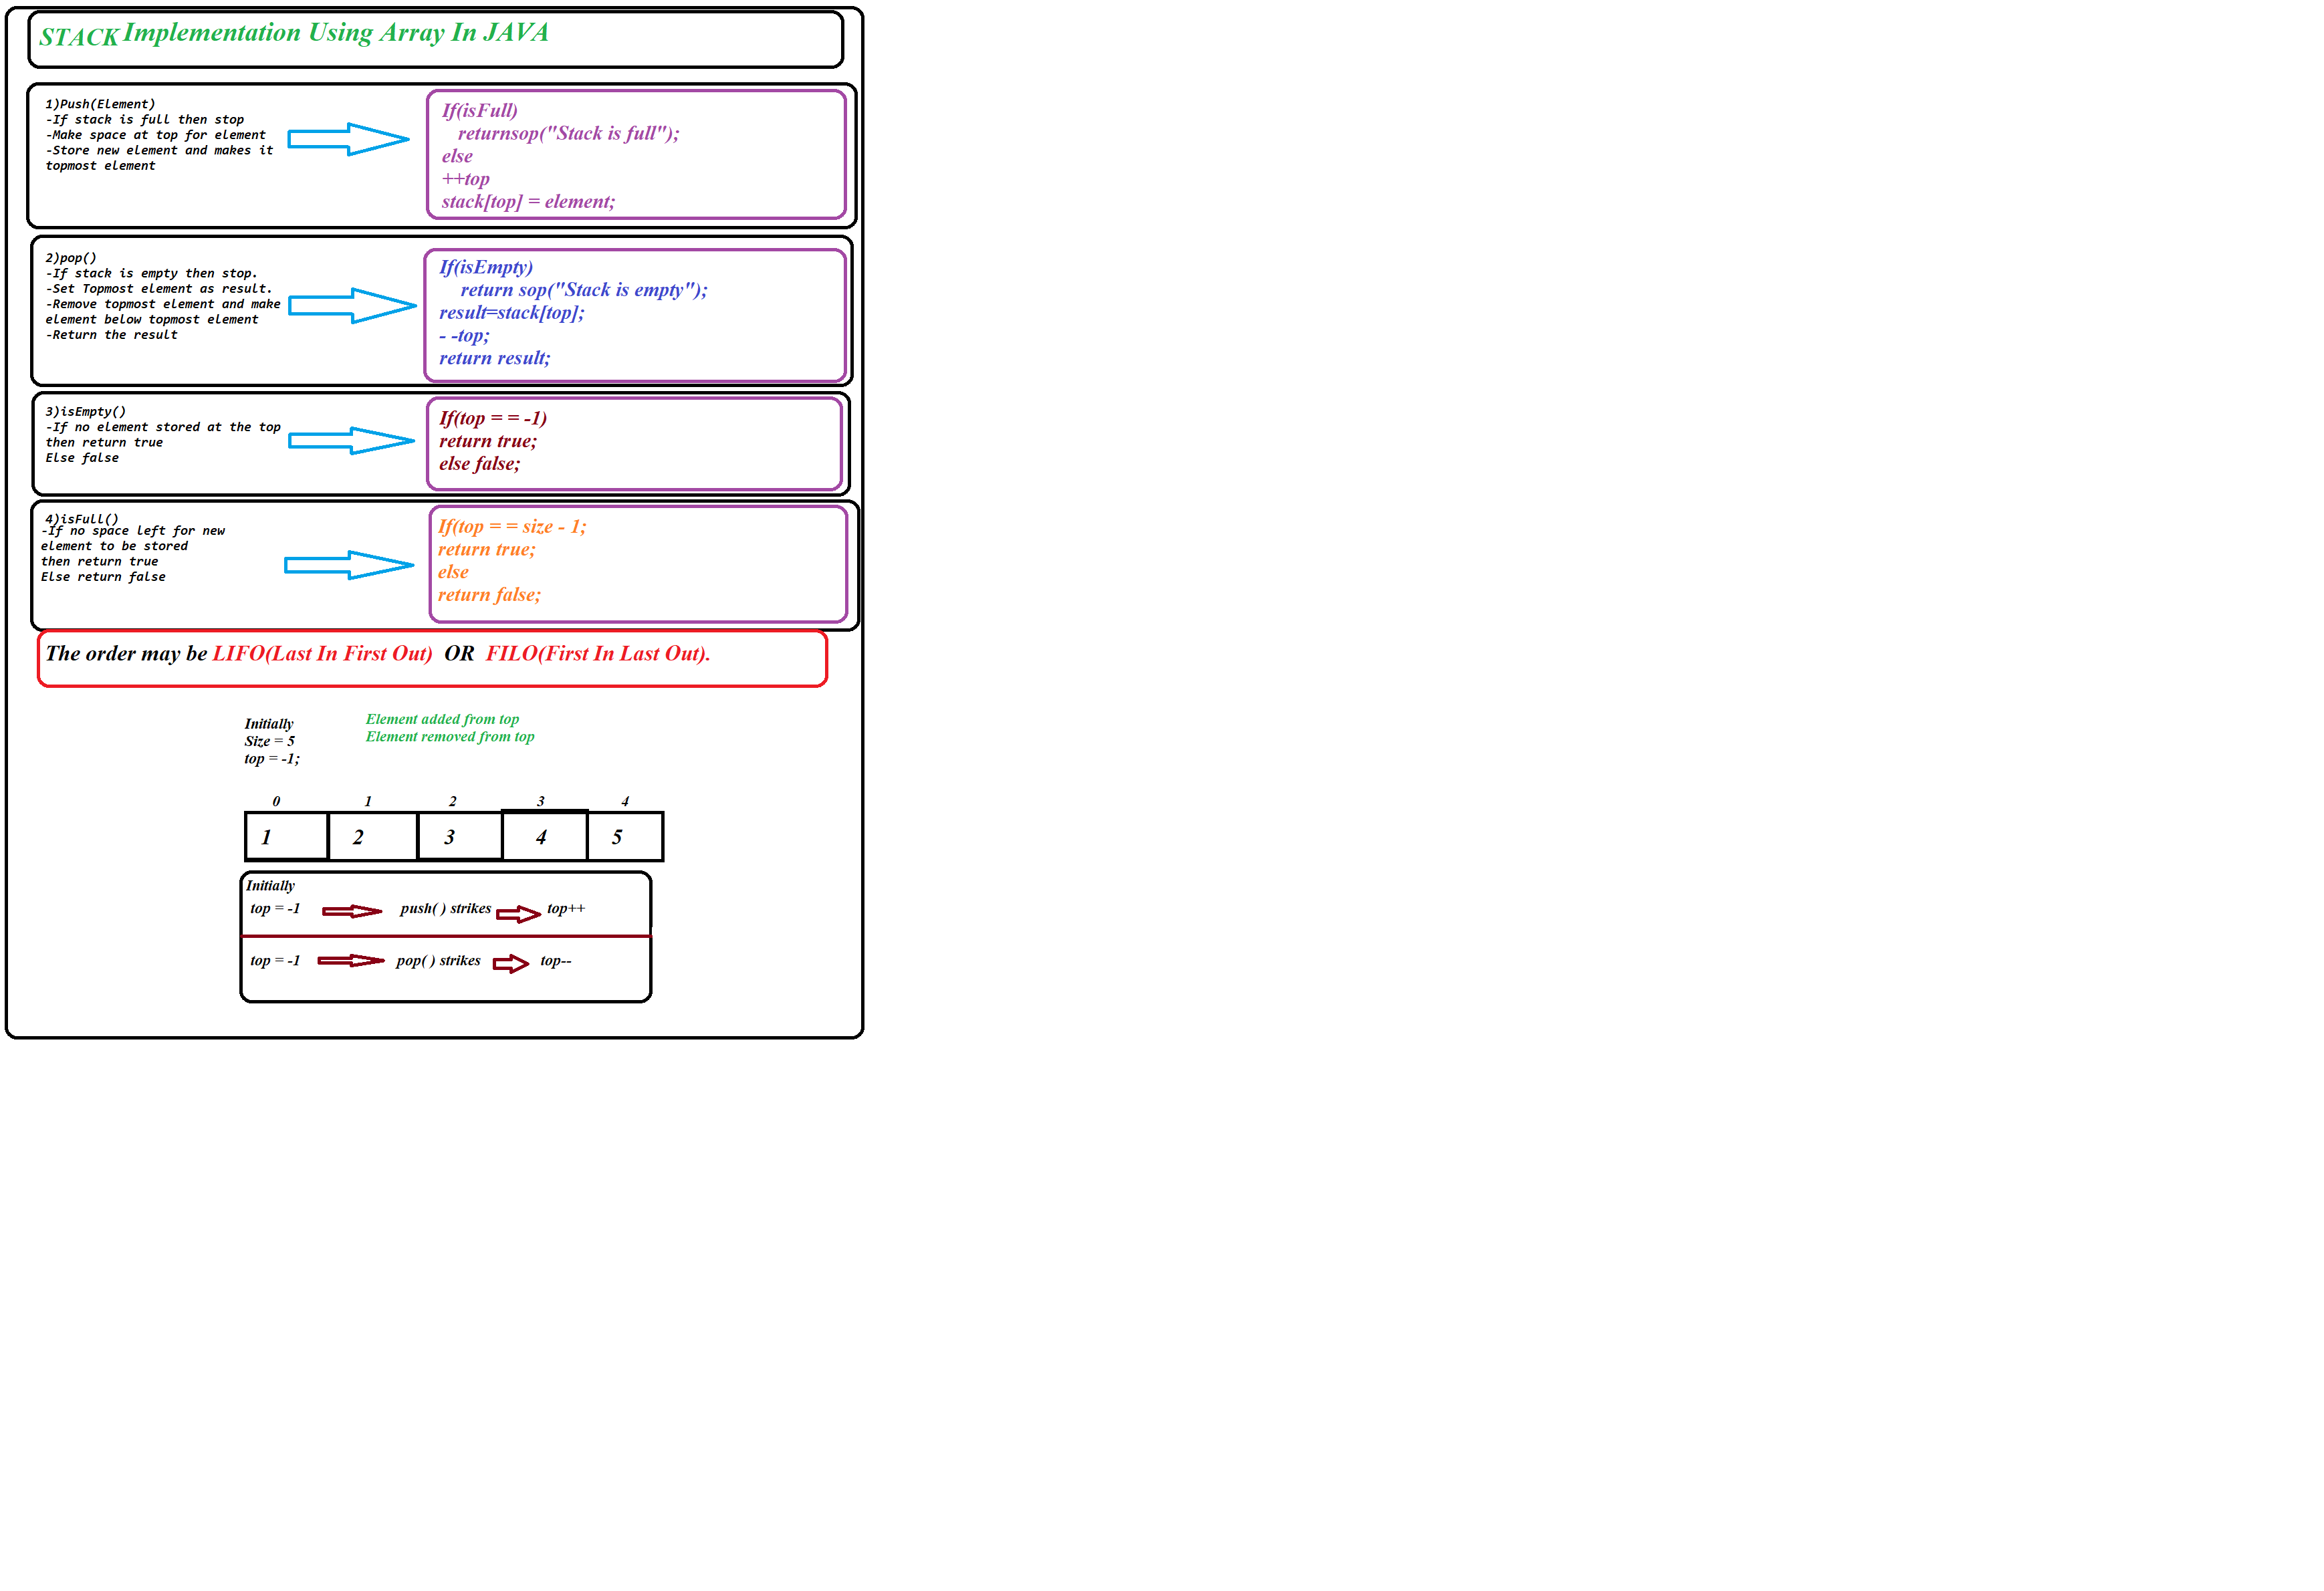 STACK Implementation Using Array In JAVA
1)Push(Element)
-If stack is full then stop
-Make space at top for element
-Store new element and makes it
topmost element
If(isFull)
returnsop("Stack is full");
else
++top
stack[top] = element;
2)pop()
-If stack is empty then stop.
-Set Topmost element as result.
-Remove topmost element and make
element below topmost element
-Return the result
If(isEmpty)
return sop("Stack is empty");
result=stack[top];
- -top;
return result;
3)isEmpty()
-If no element stored at the top
then return true
Else false
If(top = = -1)
return true;
else false;
4)isFull()
-If no space left for new
element to be stored
then return true
Else return false
If(top = = size - 1;
return true;
else
return false;
The order may be LIFO(Last In First Out) OR FILO(First In Last Out).
Initially
Size = 5
top = -1;
Element added from top
Element removed from top
0 1 2 3 4
1 2 3 4 5
Initially
top = -1 push( ) strikes top++
top = -1 pop( ) strikes top--